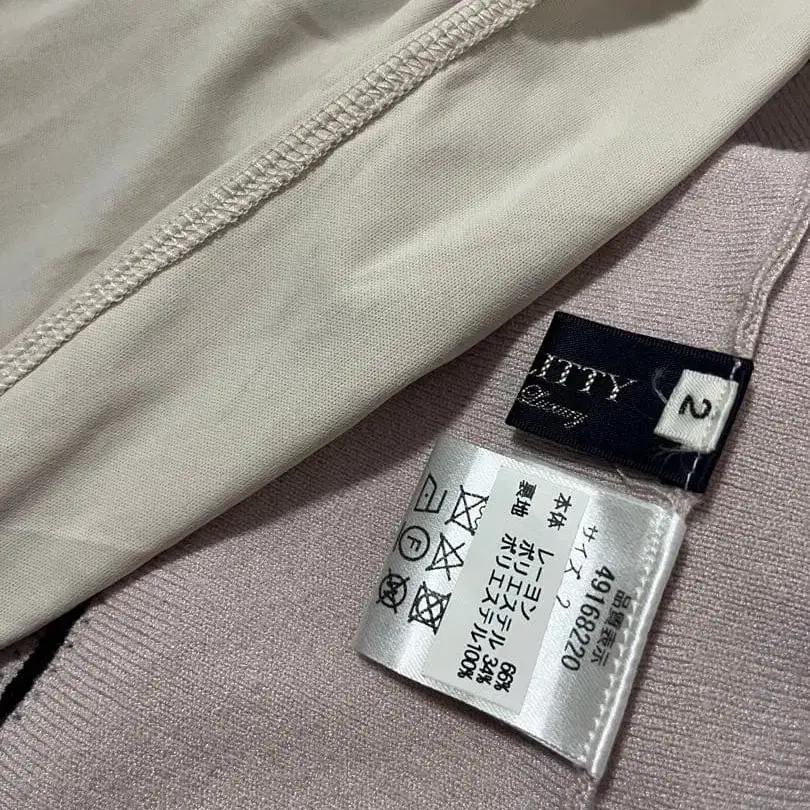 ITTY
Luxury
2
品質表示
49168220
サイズ 2
本体 レーヨン 66%
ポリエステル 34%
裏地 ポリエステル 100%
F